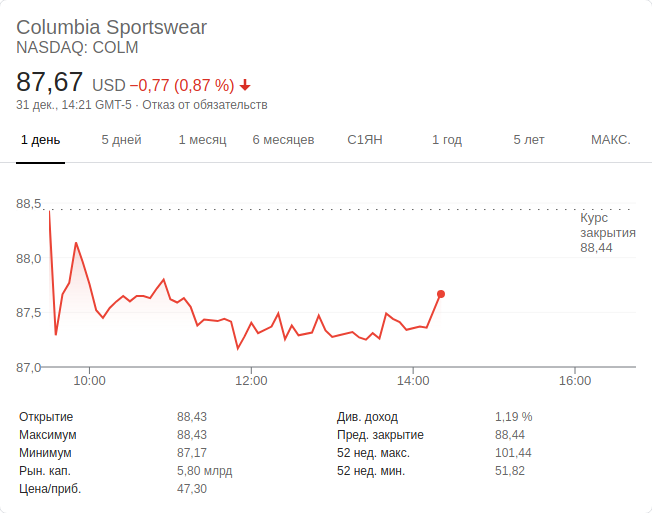 Columbia Sportswear
NASDAQ: COLM
87,67 USD −0,77 (0,87 %)
31 дек., 14:21 GMT-5 · Отказ от обязательств
1 день 5 дней 1 месяц 6 месяцев С1ЯН 1 год 5 лет МАКС.
88,5
Курс
закрытия
88,44
88,0
87,5
87,0
10:00 12:00 14:00 16:00
Открытие 88,43 Див. доход 1,19 %
Максимум 88,43 Пред. закрытие 88,44
Минимум 87,17 52 нед. макс. 101,44
Рын. кап. 5,80 млрд 52 нед. мин. 51,82
Цена/приб. 47,30